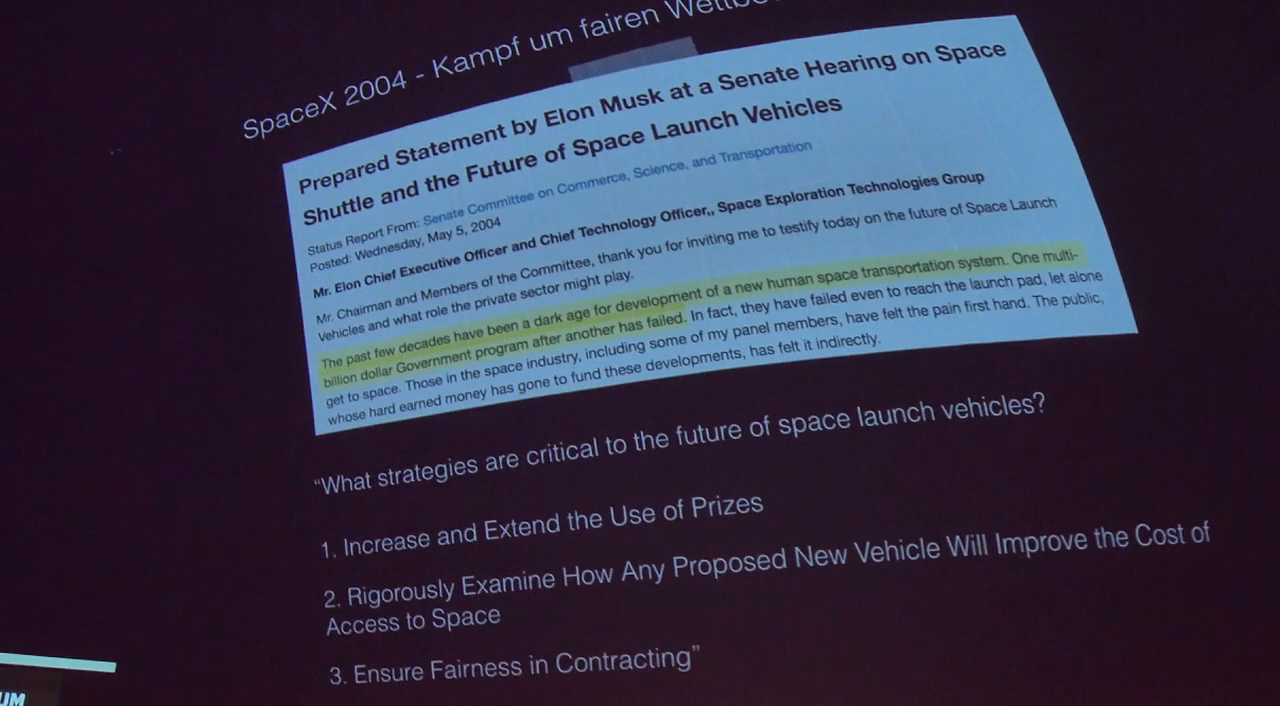 SpaceX 2004 - Kampf um fairen
Prepared Statement by Elon Musk at a Senate Hearing on Space
Shuttle and the Future of Space Launch Vehicles
Status Report From: Senate Committee on Commerce, Science, and Transportation
Posted: Wednesday, May 5, 2004
Mr. Elon Chief Executive Officer and Chief Technology Officer,, Space Exploration Technologies Group
Mr. Chairman and Members of the Committee, thank you for inviting me to testify today on the future of Space Launch
Vehicles and what role the private sector might play.
The past few decades have been a dark age for development of a new human space transportation system. One multi-
billion dollar Government program after another has failed. In fact, they have failed even to reach the launch pad, let alone
get to space. Those in the space industry, including some of my panel members, have felt the pain first hand. The public,
whose hard earned money has gone to fund these developments, has felt it indirectly.
"What strategies are critical to the future of space launch vehicles?
1. Increase and Extend the Use of Prizes
2. Rigorously Examine How Any Proposed New Vehicle Will Improve the Cost of
Access to Space
3. Ensure Fairness in Contracting"
UM